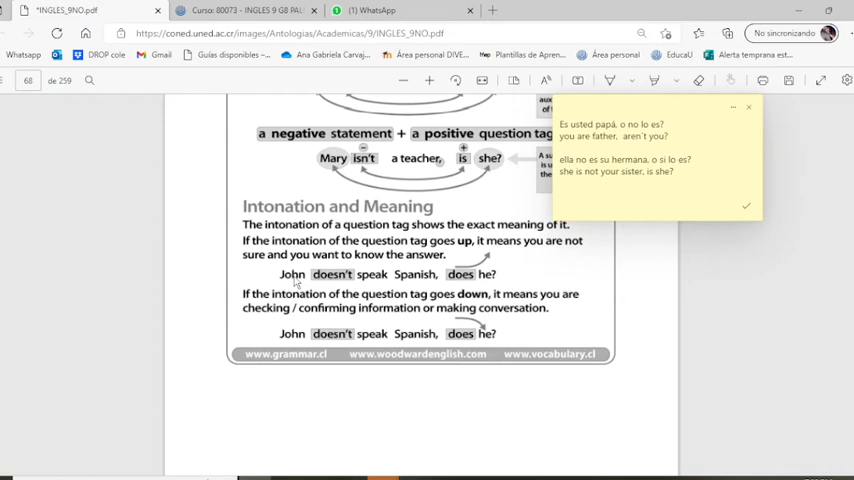 *INGLES_9NO.pdf
Curso: 80073 - INGLES 9 G8 PAL
(1) WhatsApp
https://coned.uned.ac.cr/images/Antologias/Academicas/9/INGLES_9NO.pdf
No sincronizando
Whatsapp
DROP cole
Gmail
Guías disponibles –...
Ana Gabriela Carvaj...
Área personal DIVE...
Plantillas de Apren...
Área personal
EducaU
Alerta temprana est...
68 de 259
aux
of t
a negative statement + a positive question tag
Mary isn't a teacher, is she?
A su
is u
the
Es usted papá, o no lo es?
you are father, aren´t you?
ella no es su hermana, o si lo es?
she is not your sister, is she?
Intonation and Meaning
The intonation of a question tag shows the exact meaning of it.
If the intonation of the question tag goes up, it means you are not
sure and you want to know the answer.
John doesn't speak Spanish, does he?
If the intonation of the question tag goes down, it means you are
checking / confirming information or making conversation.
John doesn't speak Spanish, does he?
www.grammar.cl www.woodwardenglish.com www.vocabulary.cl